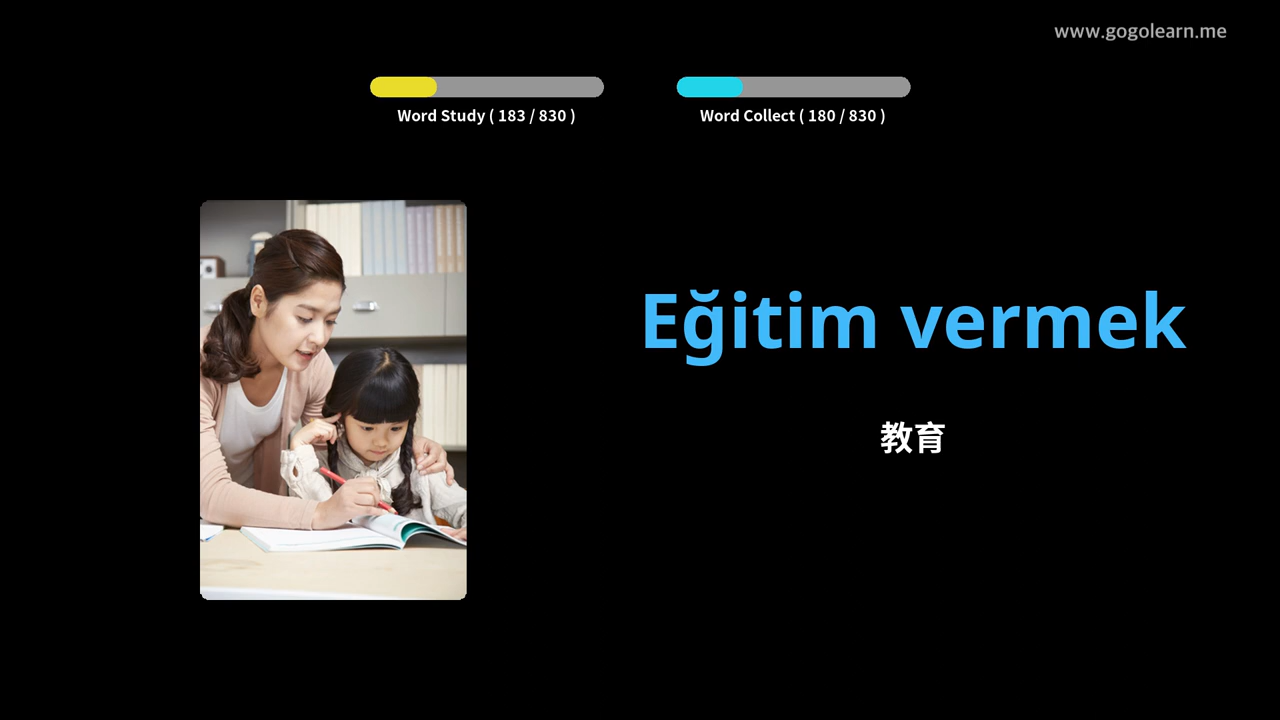 www.gogolearn.me
Word Study ( 183 / 830 )
Word Collect ( 180 / 830 )
Eğitim vermek
教育